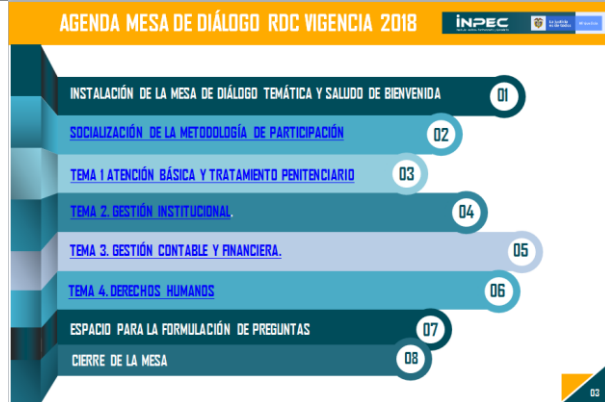 AGENDA MESA DE DIÁLOGO RDC VIGENCIA 2018
INPEC
INSTALACIÓN DE LA MESA DE DIÁLOGO TEMÁTICA Y SALUDO DE BIENVENIDA 01
SOCIALIZACIÓN DE LA METODOLOGÍA DE PARTICIPACIÓN 02
TEMA 1 ATENCIÓN BÁSICA Y TRATAMIENTO PENITENCIARIO 03
TEMA 2. GESTIÓN INSTITUCIONAL. 04
TEMA 3. GESTIÓN CONTABLE Y FINANCIERA. 05
TEMA 4. DERECHOS HUMANOS 06
ESPACIO PARA LA FORMULACIÓN DE PREGUNTAS 07
CIERRE DE LA MESA 08
03